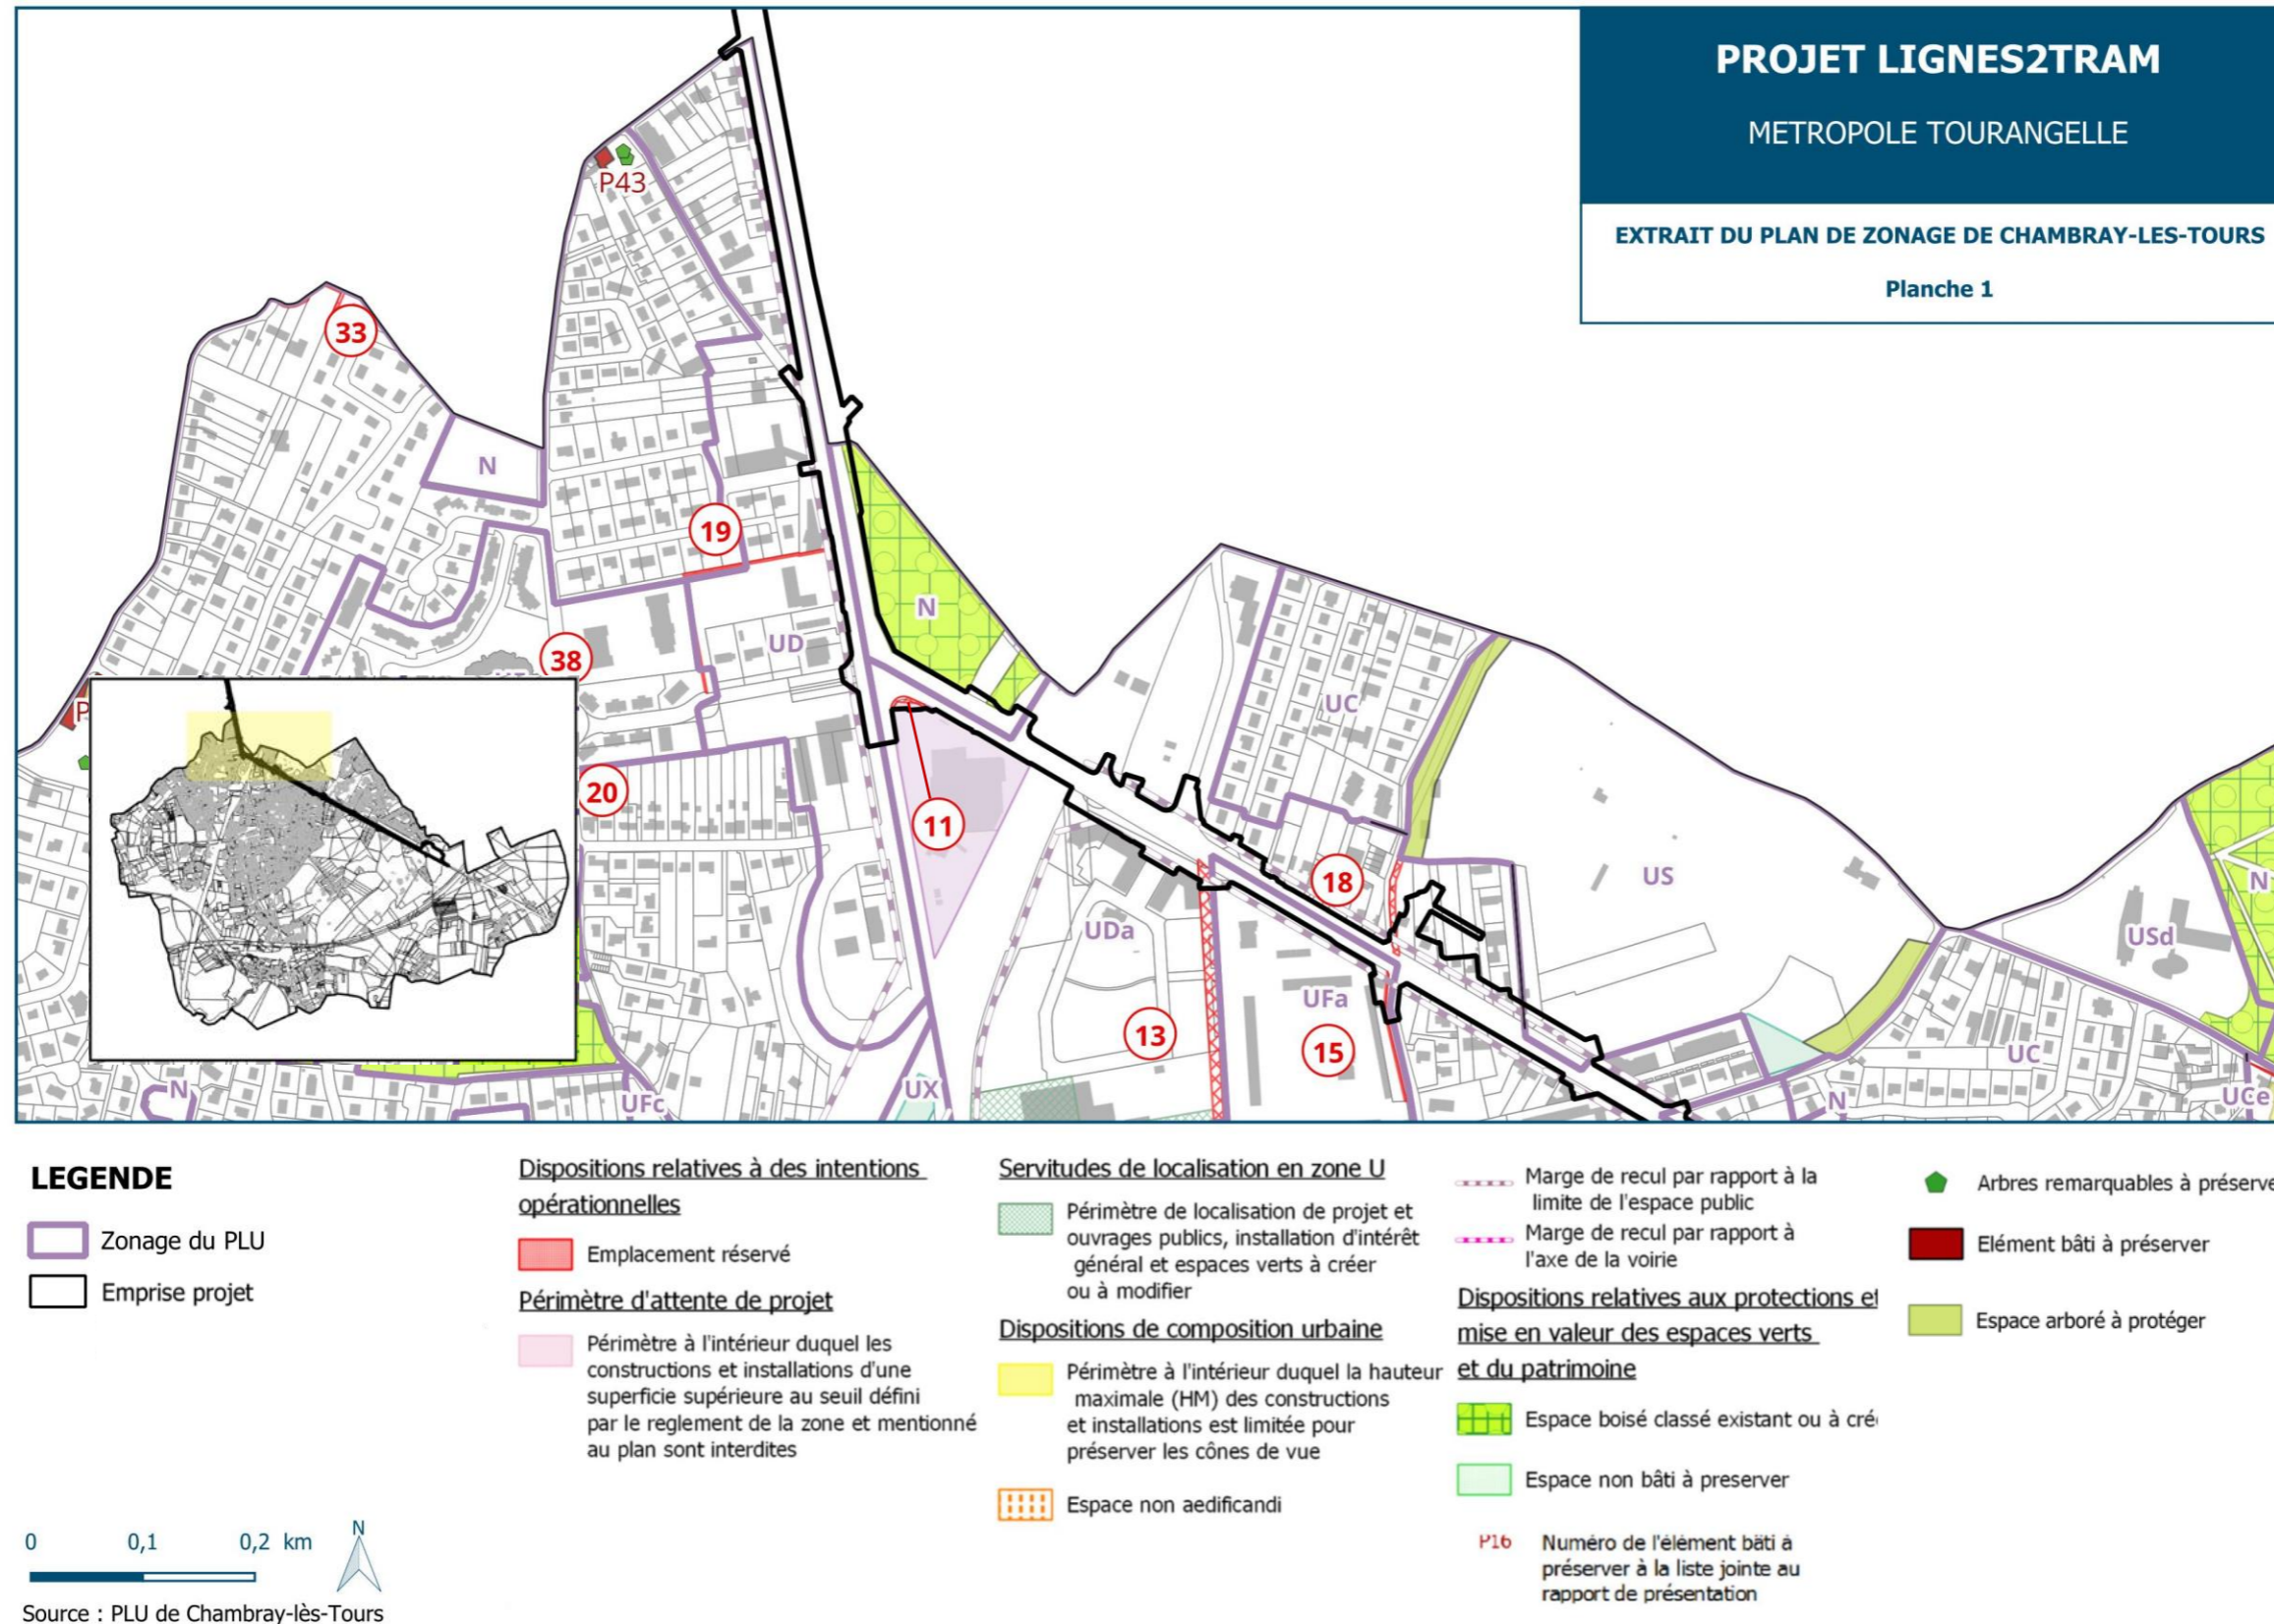 PROJET LIGNES2TRAM
METROPOLE TOURANGELLE
EXTRAIT DU PLAN DE ZONAGE DE CHAMBRAY-LES-TOURS
Planche 1
P43
33
N
19
N
38
UD
UC
P
20
11
18
US
N
USd
UDa
UFa
13
15
UC
N
UFc
UX
N
UCe
LEGENDE
Zonage du PLU
Emprise projet
Dispositions relatives à des intentions
opérationnelles
Emplacement réservé
Périmètre d'attente de projet
Périmètre à l'intérieur duquel les
constructions et installations d'une
superficie supérieure au seuil défini
par le reglement de la zone et mentionné
au plan sont interdites
Servitudes de localisation en zone U
Périmètre de localisation de projet et
ouvrages publics, installation d'intérêt
général et espaces verts à créer
ou à modifier
Dispositions de composition urbaine
Périmètre à l'intérieur duquel la hauteur
maximale (HM) des constructions
et installations est limitée pour
préserver les cônes de vue
Espace non aedificandi
Marge de recul par rapport à la
limite de l'espace public
Marge de recul par rapport à
l'axe de la voirie
Dispositions relatives aux protections et
mise en valeur des espaces verts
et du patrimoine
Espace boisé classé existant ou à cré
Espace non bâti à preserver
P16 Numéro de l'élément bâti à
préserver à la liste jointe au
rapport de présentation
Arbres remarquables à préserve
Elément bâti à préserver
Espace arboré à protéger
0 0,1 0,2 km
N
Source : PLU de Chambray-lès-Tours